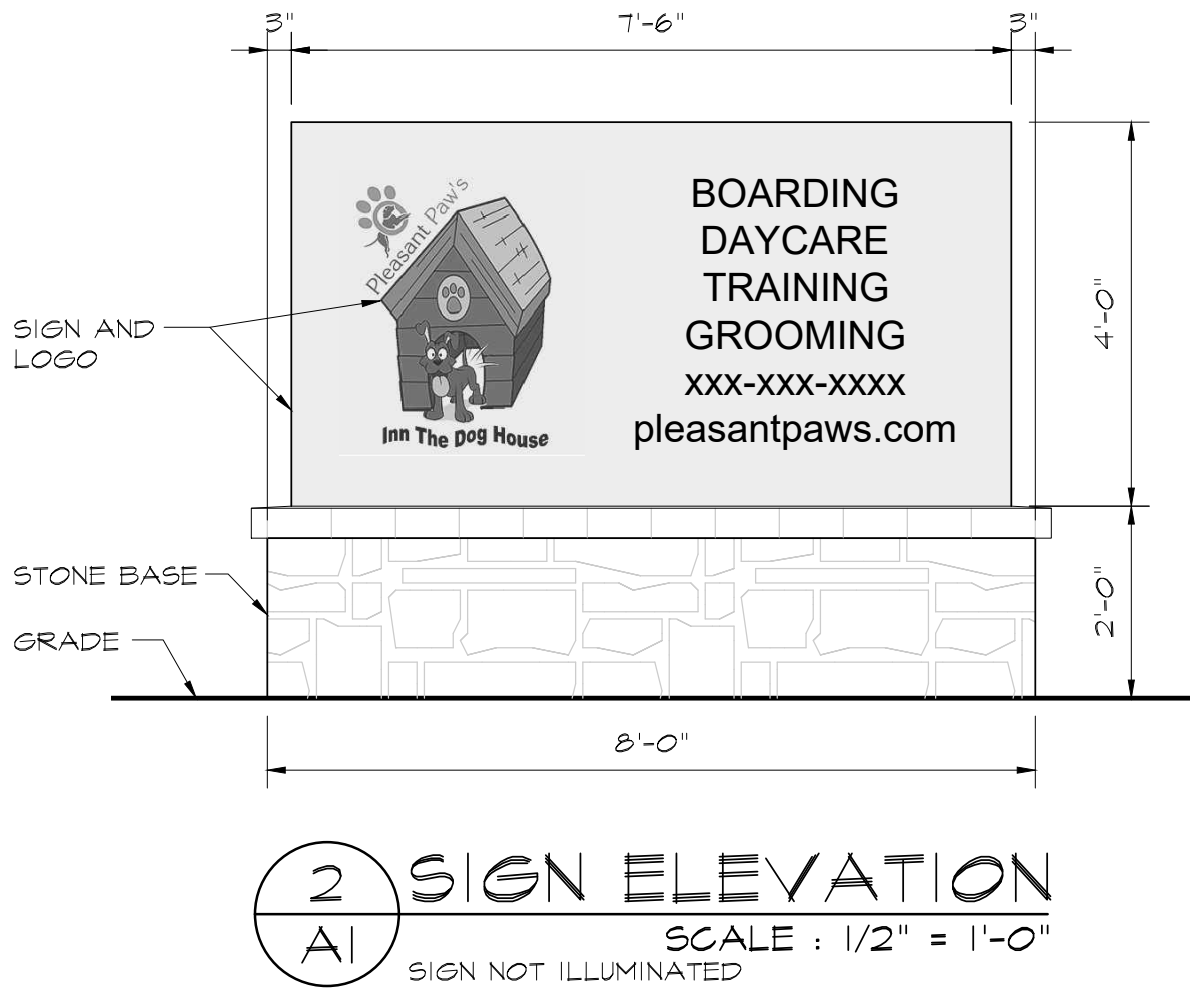 3" 7'-6" 3"
Pleasant Paw's
BOARDING
DAYCARE
TRAINING
GROOMING
xxx-xxx-xxxx
pleasantpaws.com
Inn The Dog House
SIGN AND
LOGO
4'-0"
STONE BASE
2'-0"
GRADE
8'-0"
2
A1
SIGN ELEVATION
SCALE : 1/2" = 1'-0"
SIGN NOT ILLUMINATED